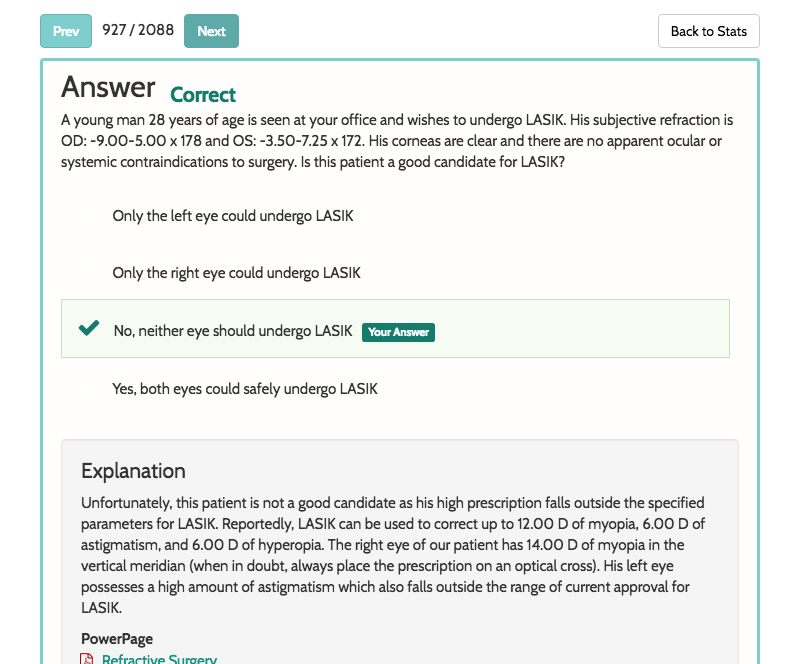 Prev 927 / 2088 Next Back to Stats
Answer Correct
A young man 28 years of age is seen at your office and wishes to undergo LASIK. His subjective refraction is
OD: -9.00-5.00 x 178 and OS: -3.50-7.25 x 172. His corneas are clear and there are no apparent ocular or
systemic contraindications to surgery. Is this patient a good candidate for LASIK?
Only the left eye could undergo LASIK
Only the right eye could undergo LASIK
No, neither eye should undergo LASIK Your Answer
Yes, both eyes could safely undergo LASIK
Explanation
Unfortunately, this patient is not a good candidate as his high prescription falls outside the specified
parameters for LASIK. Reportedly, LASIK can be used to correct up to 12.00 D of myopia, 6.00 D of
astigmatism, and 6.00 D of hyperopia. The right eye of our patient has 14.00 D of myopia in the
vertical meridian (when in doubt, always place the prescription on an optical cross). His left eye
possesses a high amount of astigmatism which also falls outside the range of current approval for
LASIK.
PowerPage
Refractive Surgery